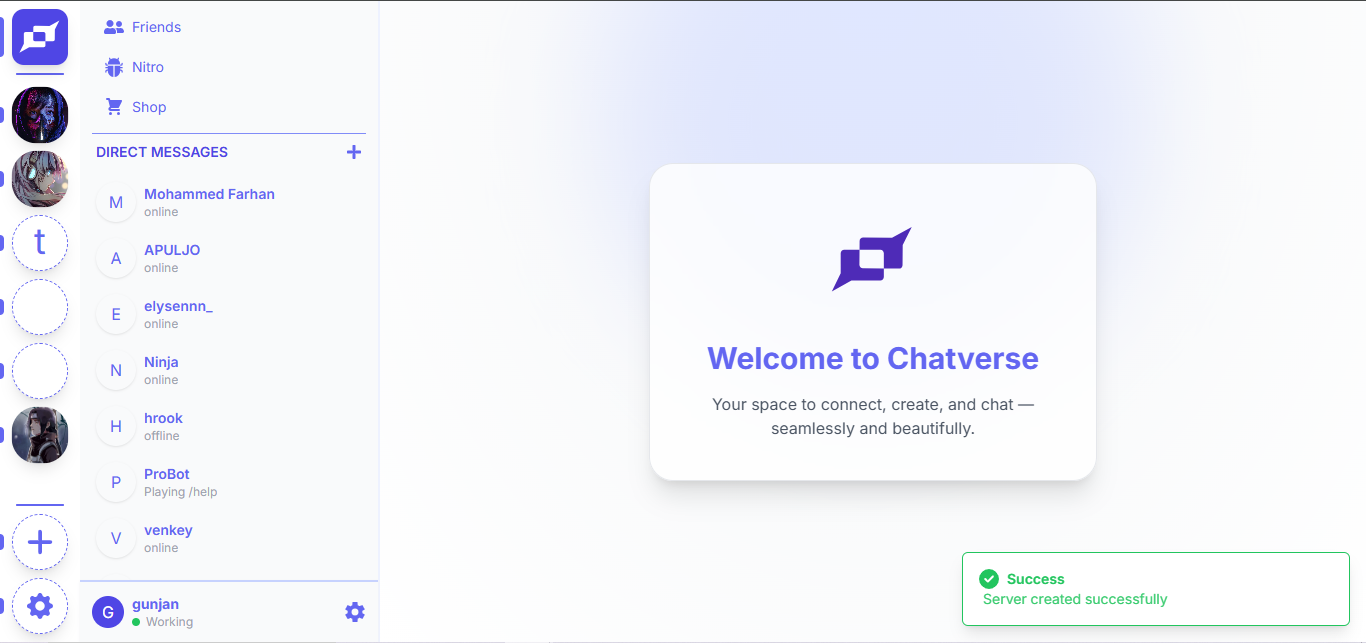 Friends
Nitro
Shop
DIRECT MESSAGES
M
Mohammed Farhan
online
A
APULJO
online
E
elysennn_
online
N
Ninja
online
H
hrook
offline
P
ProBot
Playing /help
V
venkey
online
t
G
gunjan
Working
Welcome to Chatverse
Your space to connect, create, and chat —
seamlessly and beautifully.
Success
Server created successfully